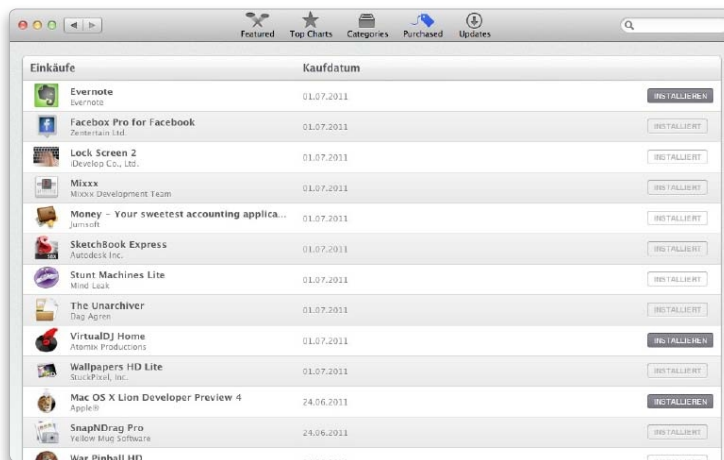 Featured Top Charts Categories Purchased Updates
Einkäufe Kaufdatum
Evernote
Evernote
01.07.2011 INSTALLIEREN
Facebox Pro for Facebook
Zentertain Ltd.
01.07.2011 INSTALLIERT
Lock Screen 2
iDevelop Co., Ltd.
01.07.2011 INSTALLIERT
Mixxx
Mixxx Development Team
01.07.2011 INSTALLIERT
Money – Your sweetest accounting applica...
Jumsoft
01.07.2011 INSTALLIERT
SketchBook Express
Autodesk Inc.
01.07.2011 INSTALLIERT
Stunt Machines Lite
Mind Leak
01.07.2011 INSTALLIERT
The Unarchiver
Dag Agren
01.07.2011 INSTALLIERT
VirtualDJ Home
Atomix Productions
01.07.2011 INSTALLIEREN
Wallpapers HD Lite
StuckPixel, Inc.
01.07.2011 INSTALLIERT
Mac OS X Lion Developer Preview 4
Apple®
24.06.2011 INSTALLIEREN
SnapNDrag Pro
Yellow Mug Software
24.06.2011 INSTALLIERT
War Pinball HD